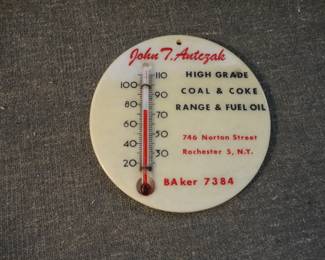 John T. Antczak
HIGH GRADE
COAL & COKE
RANGE & FUEL OIL
746 Norton Street
Rochester 5, N.Y.
BAker 7384
110
100
90
80
70
60
50
40
30
20